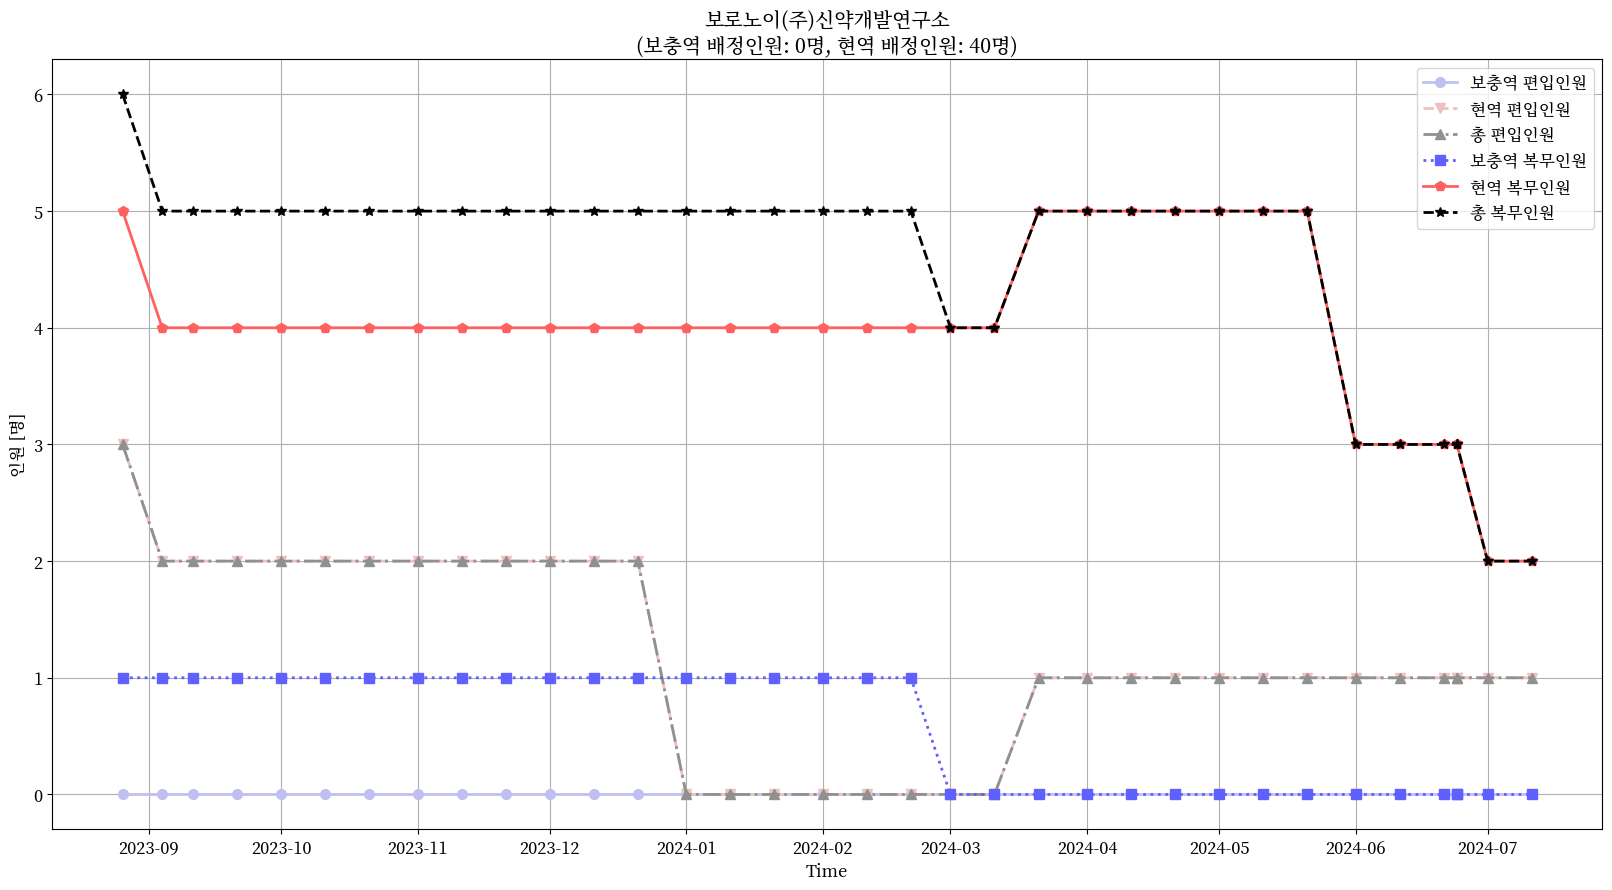 보로노이(주)신약개발연구소
(보충역 배정인원: 0명, 현역 배정인원: 40명)
보충역 편입인원
현역 편입인원
총 편입인원
보충역 복무인원
현역 복무인원
총 복무인원
인원 [명]
6
5
4
3
2
1
0
2023-09 2023-10 2023-11 2023-12 2024-01 2024-02 2024-03 2024-04 2024-05 2024-06 2024-07
Time